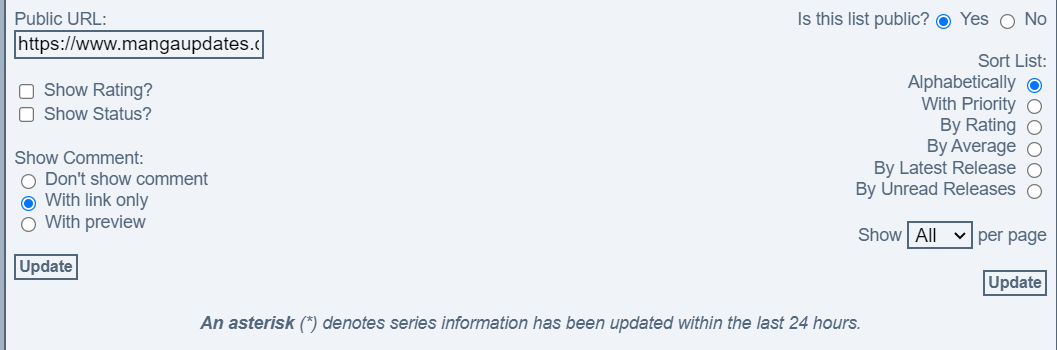 Public URL:
https://www.mangaupdates.
Show Rating?
Show Status?
Show Comment:
Don't show comment
With link only
With preview
Update
Is this list public? Yes No
Sort List:
Alphabetically
With Priority
By Rating
By Average
By Latest Release
By Unread Releases
Show All per page
Update
An asterisk (*) denotes series information has been updated within the last 24 hours.